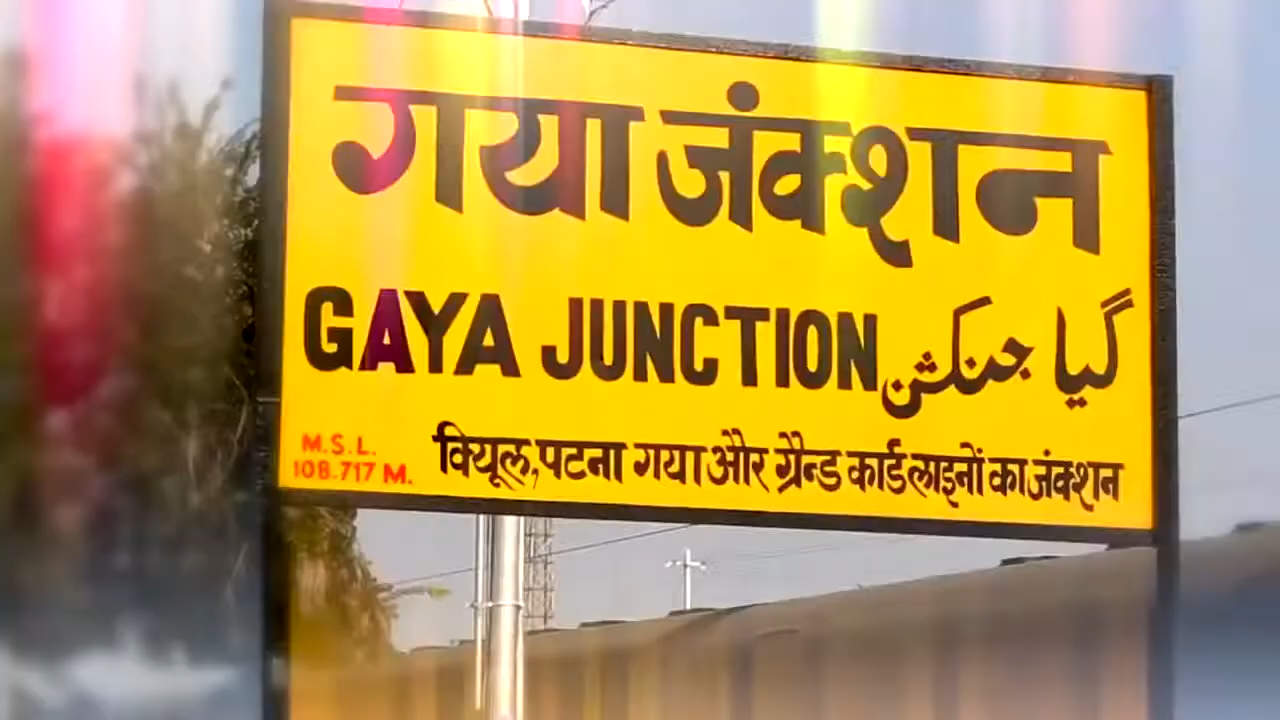 गया जंक्शन
GAYA JUNCTION گیا جنکشن
M.S.L.
108.717 M.
कियूल, पटना गया और ग्रैन्ड कार्ड लाइनों का जंक्शन